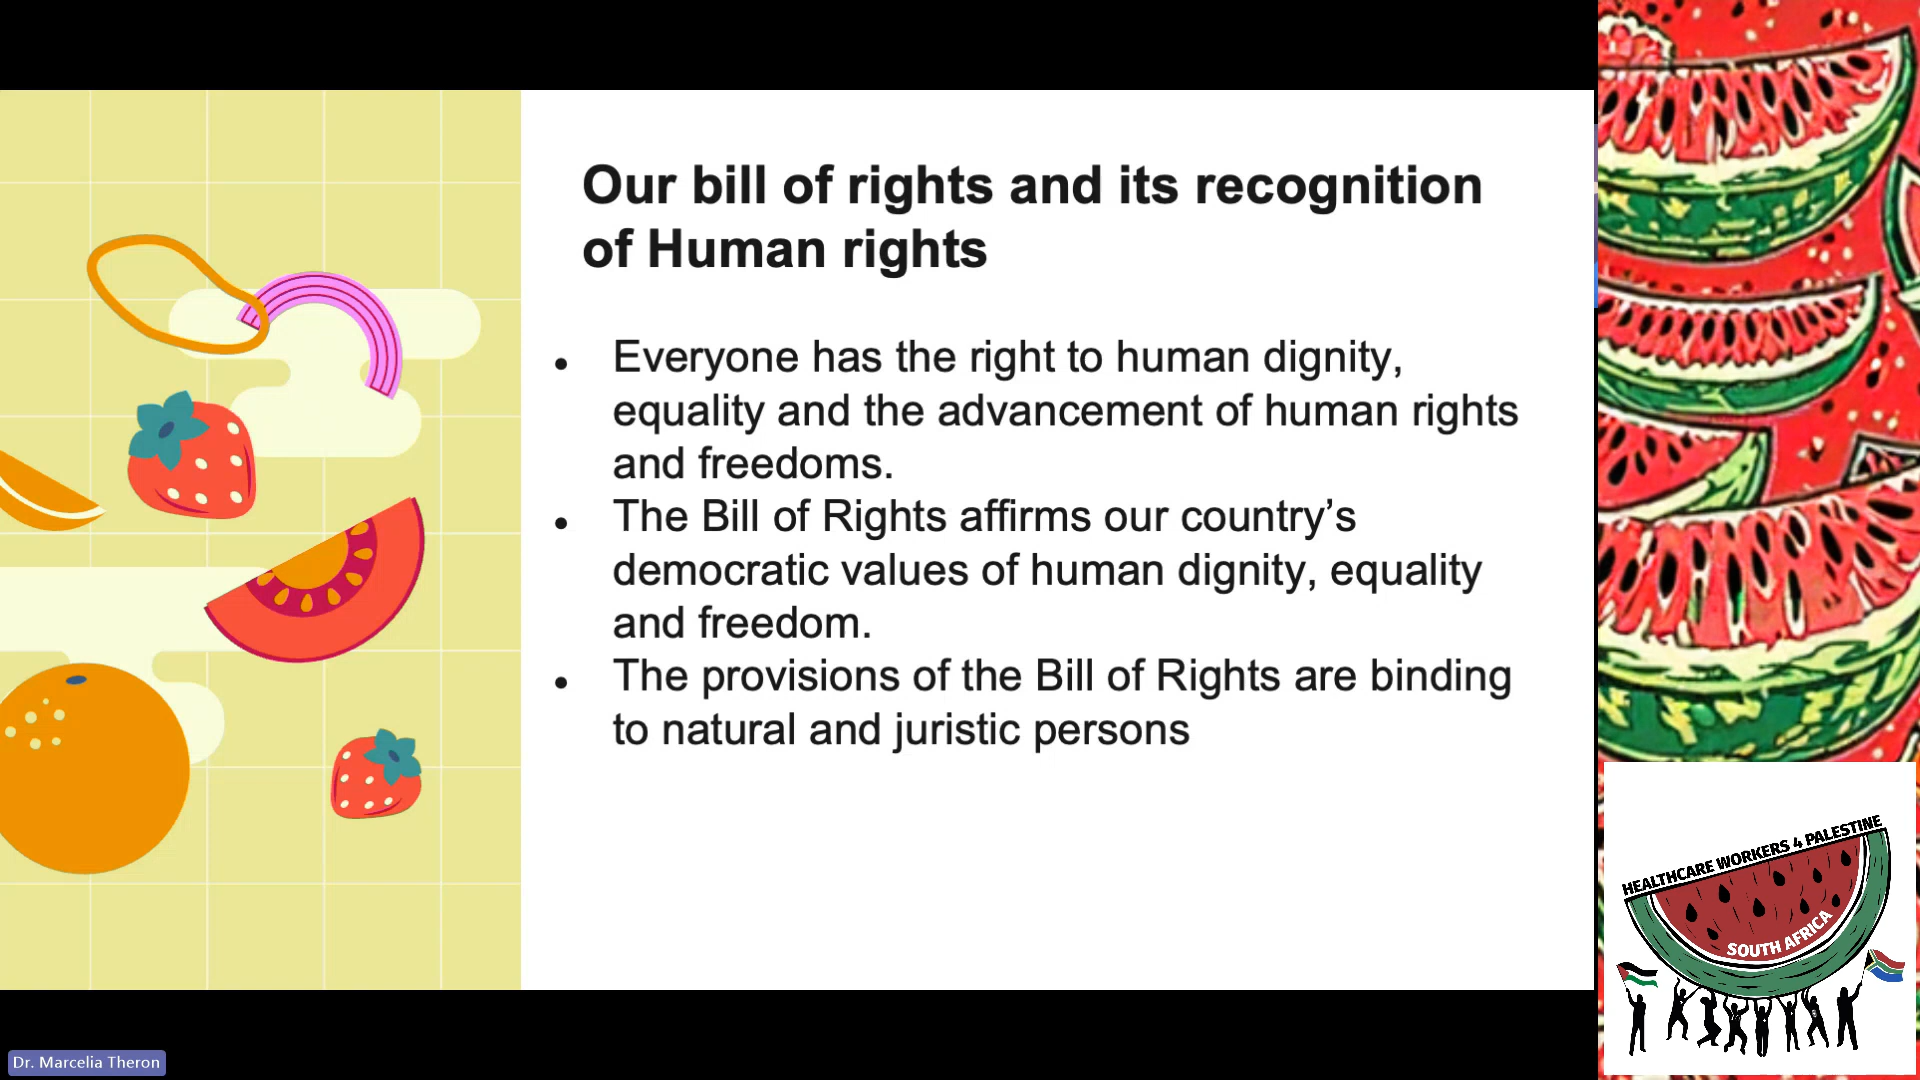 Our bill of rights and its recognition
of Human rights
• Everyone has the right to human dignity,
equality and the advancement of human rights
and freedoms.
• The Bill of Rights affirms our country’s
democratic values of human dignity, equality
and freedom.
• The provisions of the Bill of Rights are binding
to natural and juristic persons
HEALTHCARE WORKERS 4 PALESTINE
SOUTH AFRICA
Dr. Marcelia Theron